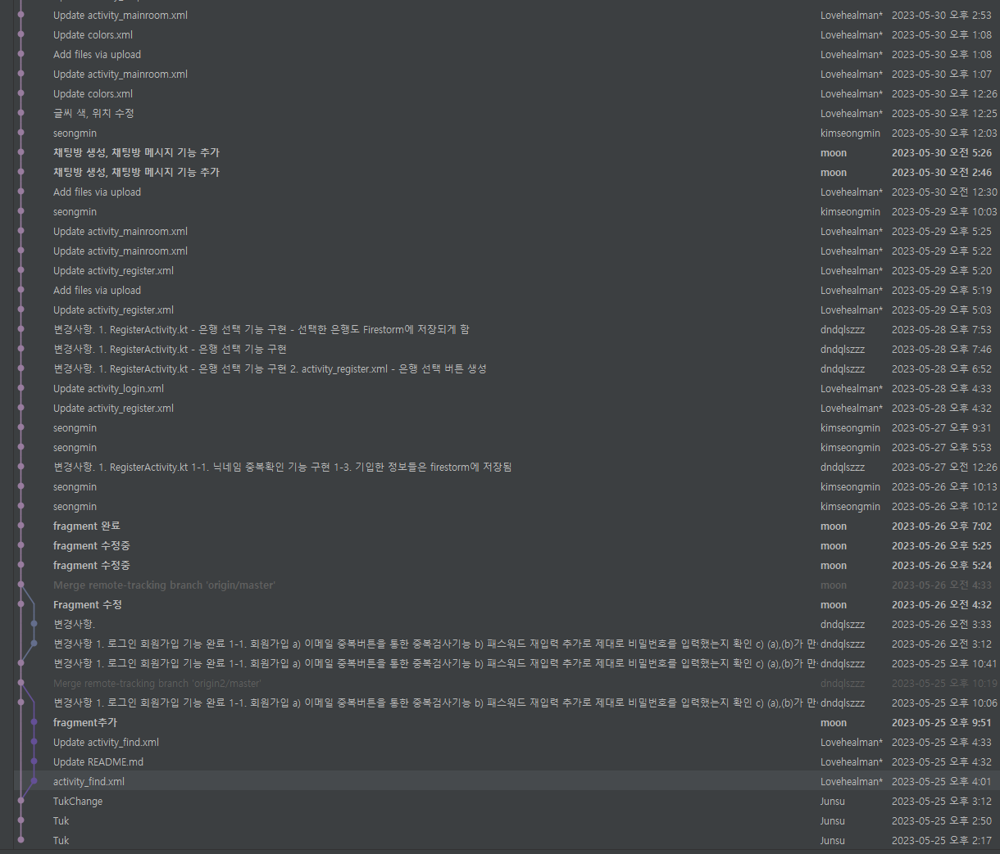 Update activity_mainroom.xml Lovehealman* 2023-05-30 오후 2:53
Update colors.xml Lovehealman* 2023-05-30 오후 1:08
Add files via upload Lovehealman* 2023-05-30 오후 1:08
Update activity_mainroom.xml Lovehealman* 2023-05-30 오후 1:07
Update colors.xml Lovehealman* 2023-05-30 오후 12:26
글씨 색, 위치 수정 Lovehealman* 2023-05-30 오후 12:25
seongmin kimseongmin 2023-05-30 오후 12:03
채팅방 생성, 채팅방 메시지 기능 추가 moon 2023-05-30 오전 5:26
채팅방 생성, 채팅방 메시지 기능 추가 moon 2023-05-30 오전 2:46
Add files via upload Lovehealman* 2023-05-30 오전 12:30
seongmin kimseongmin 2023-05-29 오후 10:03
Update activity_mainroom.xml Lovehealman* 2023-05-29 오후 5:25
Update activity_mainroom.xml Lovehealman* 2023-05-29 오후 5:22
Update activity_register.xml Lovehealman* 2023-05-29 오후 5:20
Add files via upload Lovehealman* 2023-05-29 오후 5:19
Update activity_register.xml Lovehealman* 2023-05-29 오후 5:03
변경사항. 1. RegisterActivity.kt - 은행 선택 기능 구현 - 선택한 은행도 Firestorm에 저장되게 함 dndqlszzz 2023-05-28 오후 7:53
변경사항. 1. RegisterActivity.kt - 은행 선택 기능 구현 dndqlszzz 2023-05-28 오후 7:46
변경사항. 1. RegisterActivity.kt - 은행 선택 기능 구현 2. activity_register.xml - 은행 선택 버튼 생성 dndqlszzz 2023-05-28 오후 6:52
Update activity_login.xml Lovehealman* 2023-05-28 오후 4:33
Update activity_register.xml Lovehealman* 2023-05-28 오후 4:32
seongmin kimseongmin 2023-05-27 오후 9:31
seongmin kimseongmin 2023-05-27 오후 5:53
변경사항. 1. RegisterActivity.kt 1-1. 닉네임 중복확인 기능 구현 1-3. 기입한 정보들은 firestorm에 저장됨 dndqlszzz 2023-05-27 오전 12:26
seongmin kimseongmin 2023-05-26 오후 10:13
seongmin kimseongmin 2023-05-26 오후 10:12
fragment 완료 moon 2023-05-26 오후 7:02
fragment 수정중 moon 2023-05-26 오후 5:25
fragment 수정중 moon 2023-05-26 오후 5:24
Merge remote-tracking branch 'origin/master' moon 2023-05-26 오전 4:33
Fragment 수정 moon 2023-05-26 오전 4:32
변경사항. dndqlszzz 2023-05-26 오전 3:33
변경사항 1. 로그인 회원가입 기능 완료 1-1. 회원가입 a) 이메일 중복버튼을 통한 중복검사기능 b) 패스워드 재입력 추가로 제대로 비밀번호를 입력했는지 확인 c) (a),(b)가 만 dndqlszzz 2023-05-26 오전 3:12
변경사항 1. 로그인 회원가입 기능 완료 1-1. 회원가입 a) 이메일 중복버튼을 통한 중복검사기능 b) 패스워드 재입력 추가로 제대로 비밀번호를 입력했는지 확인 c) (a),(b)가 만 dndqlszzz 2023-05-25 오후 10:41
Merge remote-tracking branch 'origin2/master' dndqlszzz 2023-05-25 오후 10:19
변경사항 1. 로그인 회원가입 기능 완료 1-1. 회원가입 a) 이메일 중복버튼을 통한 중복검사기능 b) 패스워드 재입력 추가로 제대로 비밀번호를 입력했는지 확인 c) (a),(b)가 만 dndqlszzz 2023-05-25 오후 10:06
fragment추가 moon 2023-05-25 오후 9:51
Update activity_find.xml Lovehealman* 2023-05-25 오후 4:33
Update README.md Lovehealman* 2023-05-25 오후 4:32
activity_find.xml Lovehealman* 2023-05-25 오후 4:01
TukChange Junsu 2023-05-25 오후 3:12
Tuk Junsu 2023-05-25 오후 2:50
Tuk Junsu 2023-05-25 오후 2:17